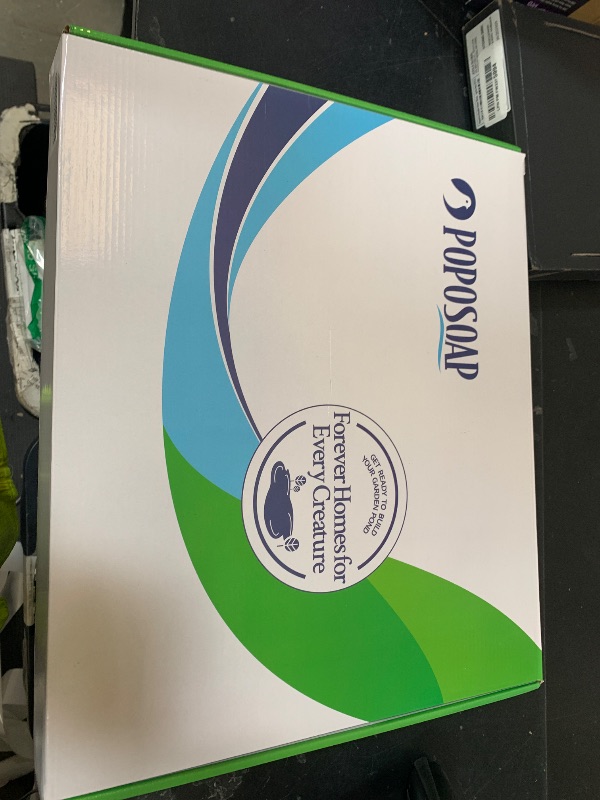 POPOSOAP
GET READY TO BUILD
YOUR GARDEN POND
Forever Homes for
Every Creature